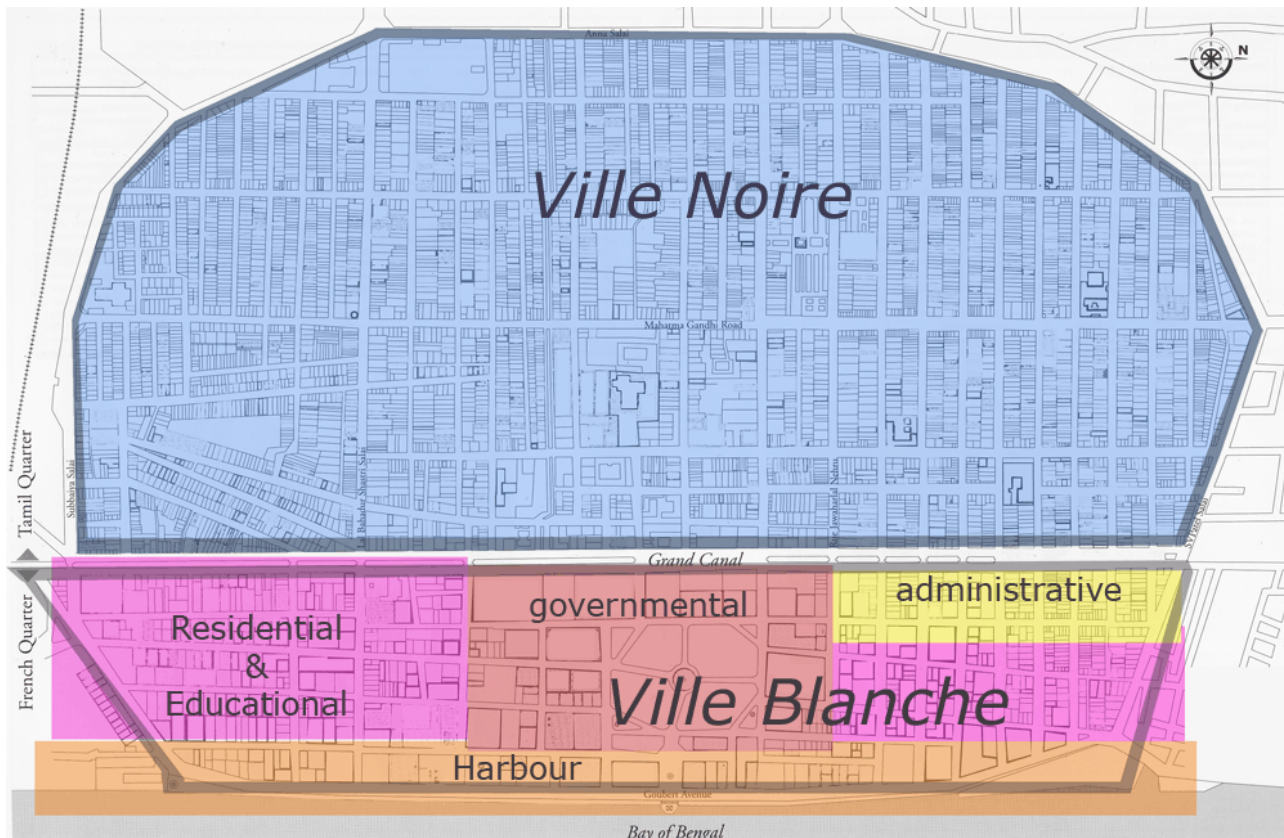 Anna Salai
N
Ville Noire
Mahatma Gandhi Road
Tamil Quarter
French Quarter
Subbaiya Salai
Lal Bahadur Shastri Salai
Jawaharlal Nehru
Grand Canal
governmental
administrative
Residential
&
Educational
Ville Blanche
Harbour
Goubert Avenue
Bay of Bengal